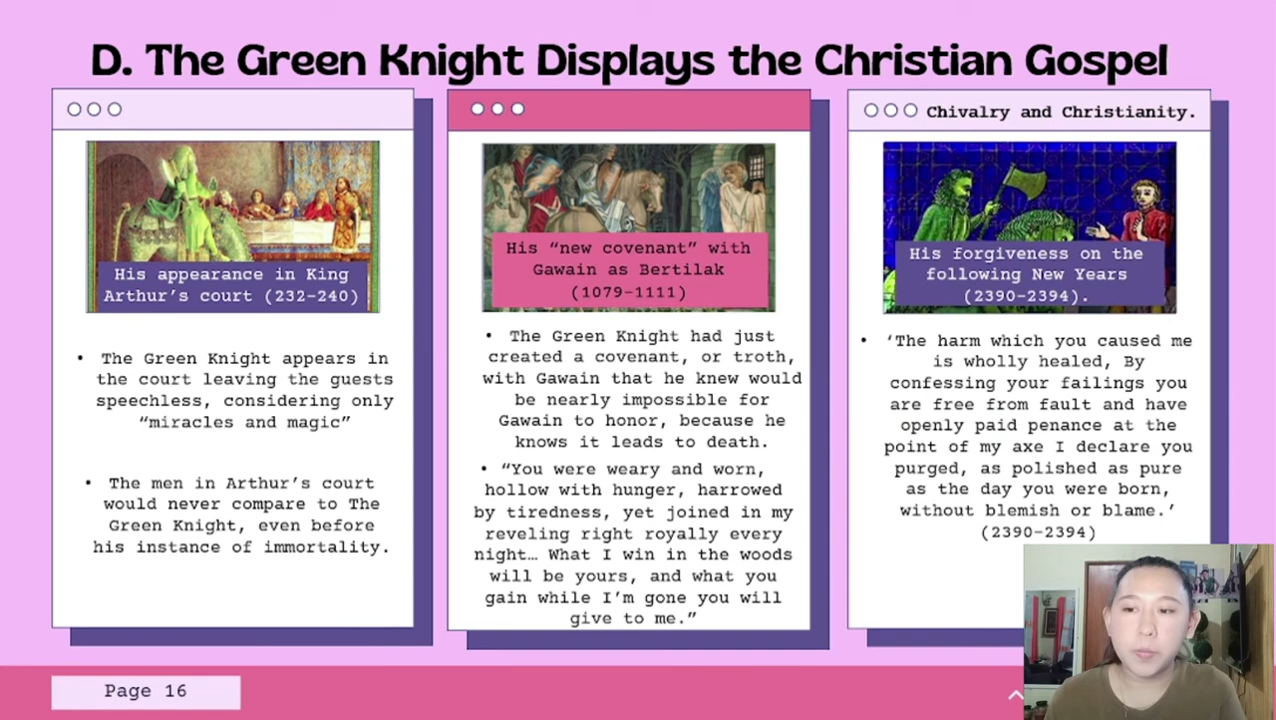 D. The Green Knight Displays the Christian Gospel
His appearance in King
Arthur’s court (232-240)
• The Green Knight appears in
the court leaving the guests
speechless, considering only
“miracles and magic”
• The men in Arthur’s court
would never compare to The
Green Knight, even before
his instance of immortality.
His “new covenant” with
Gawain as Bertilak
(1079-1111)
• The Green Knight had just
created a covenant, or troth,
with Gawain that he knew would
be nearly impossible for
Gawain to honor, because he
knows it leads to death.
• “You were weary and worn,
hollow with hunger, harrowed
by tiredness, yet joined in my
reveling right royally every
night… What I win in the woods
will be yours, and what you
gain while I’m gone you will
give to me.”
Chivalry and Christianity.
His forgiveness on the
following New Years
(2390-2394).
• ‘The harm which you caused me
is wholly healed, By
confessing your failings you
are free from fault and have
openly paid penance at the
point of my axe I declare you
purged, as polished as pure
as the day you were born,
without blemish or blame.’
(2390-2394)
Page 16